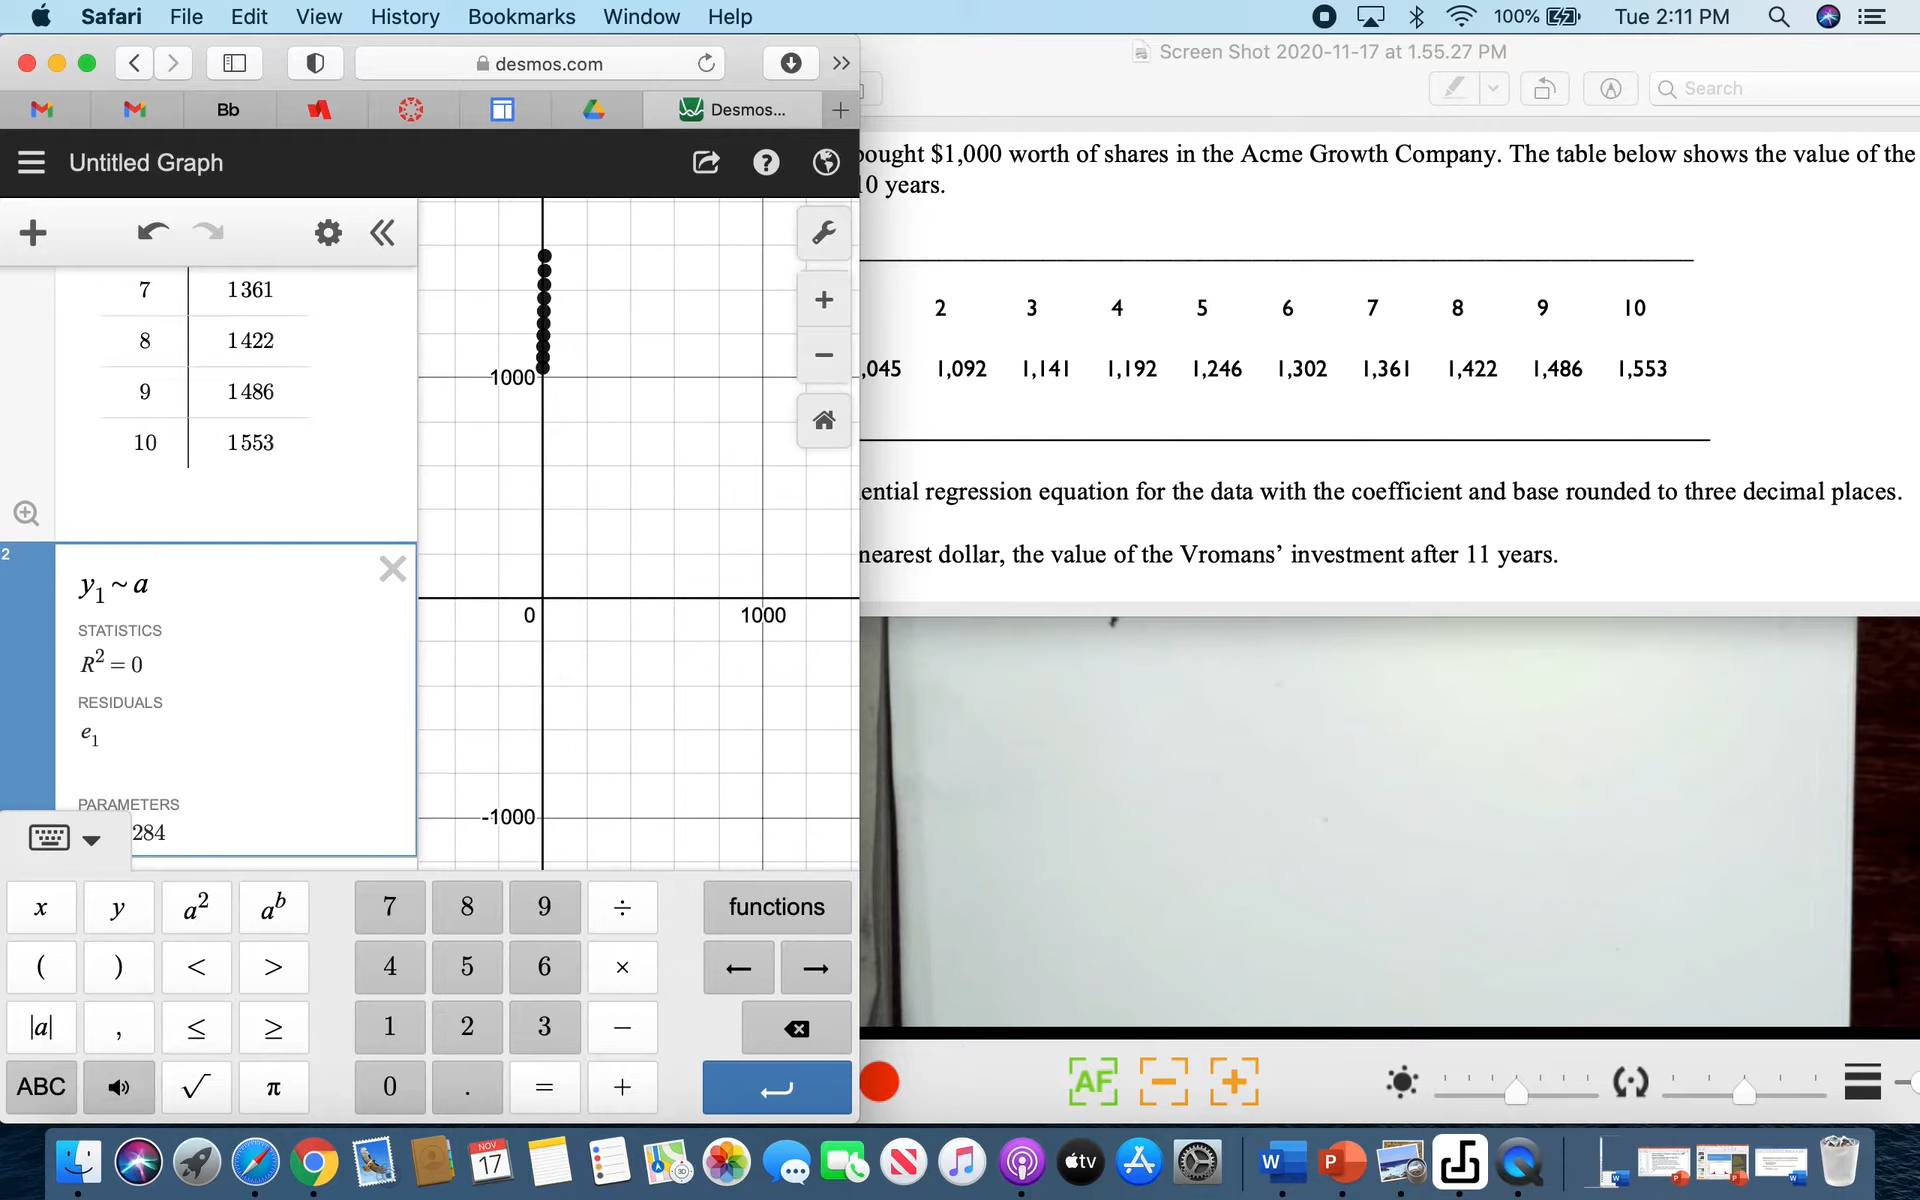 Safari File Edit View History Bookmarks Window Help 100% Tue 2:11 PM
desmos.com
Bb Desmos...
Untitled Graph
7 1361
8 1422
9 1486
10 1553
2
y₁ ~ a
STATISTICS
R² = 0
RESIDUALS
e₁
PARAMETERS
284
1000
0 1000
-1000
x y a² aᵇ 7 8 9 ÷ functions
( ) < > 4 5 6 × ← →
|a| , ≤ ≥ 1 2 3 −
ABC √ π 0 . = +
Screen Shot 2020-11-17 at 1.55.27 PM
Search
bought $1,000 worth of shares in the Acme Growth Company. The table below shows the value of the
10 years.
2 3 4 5 6 7 8 9 10
,045 1,092 1,141 1,192 1,246 1,302 1,361 1,422 1,486 1,553
ential regression equation for the data with the coefficient and base rounded to three decimal places.
nearest dollar, the value of the Vromans’ investment after 11 years.
AF
NOV
17
3D
tv
W
P